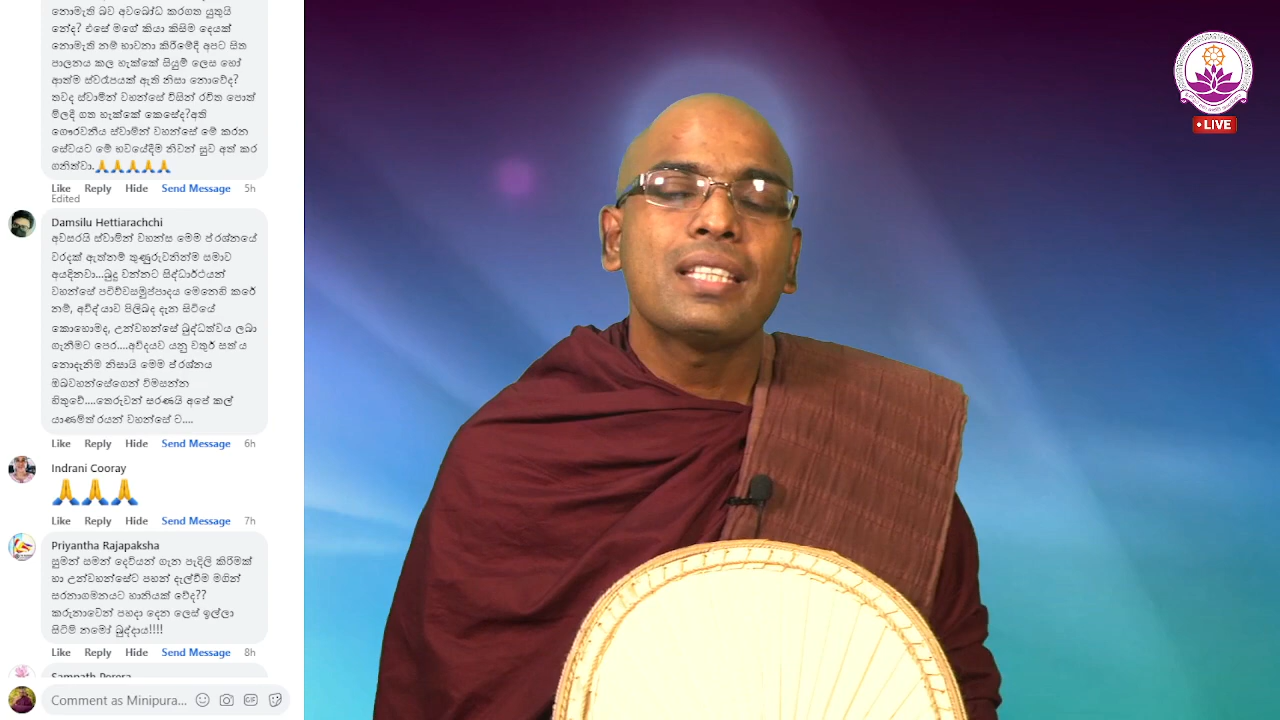 නොමැති බව අවබෝධ කරගත යුතුයි
නේද? එසේ මගේ කියා කිසිම දෙයක්
නොමැති නම් භාවනා කිරීමේදී අපට සිත
පාලනය කල හැක්කේ සියුම් ලෙස හෝ
ආත්ම ස්වරූපයක් ඇති නිසා නොවේද?
තවද ස්වාමින් වහන්සේ විසින් රචිත පොත්
මිලදී ගත හැක්කේ කෙසේද?අති
ගෞරවනීය ස්වාමින් වහන්සේ මේ කරන
සේවයට මේ භවයේදීම නිවන් සුව අත් කර
ගනිත්වා.🙏🙏🙏🙏🙏
Like Reply Hide Send Message 5h
Edited
Damsilu Hettiarachchi
අවසරයි ස්වාමින් වහන්ස මෙම ප්රශ්නයේ
වරදක් ඇත්නම් තුණුරුවනින්ම සමාව
අයදිනවා...බුදු වන්නට සිද්ධාර්ථයන්
වහන්සේ පටිච්චසමුප්පාදය මෙනෙහි කරේ
නම්, අවිද්යාව පිලිබද දැන සිටියේ
කොහොමද, උන්වහන්සේ බුද්ධත්වය ලබා
ගැනීමට පෙර....අවිද්යව යනු චතුර් සත්ය
නොදැනිම නිසායි මෙම ප්රශ්නය
ඔබවහන්සේගෙන් විමසන්න
හිතුවේ....තෙරුවන් සරණයි අපේ කල්
යාණමිත්රයන් වහන්සේ ට....
Like Reply Hide Send Message 6h
Indrani Cooray
🙏🙏🙏
Like Reply Hide Send Message 7h
Priyantha Rajapaksha
සුමන සමන් දෙවියන් ගැන පැදිලි කිරීමක්
හා උන්වහන්සේට පහන් දැල්වීම මගින්
සරනාගමනයට හානියක් වේද??
කරුනාවෙන් පහදා දෙන ලෙස ඉල්ලා
සිටිමි නමෝ බුද්දාය!!!!
Like Reply Hide Send Message 8h
Sampath Perera
Comment as Minipura...
GIF
• LIVE